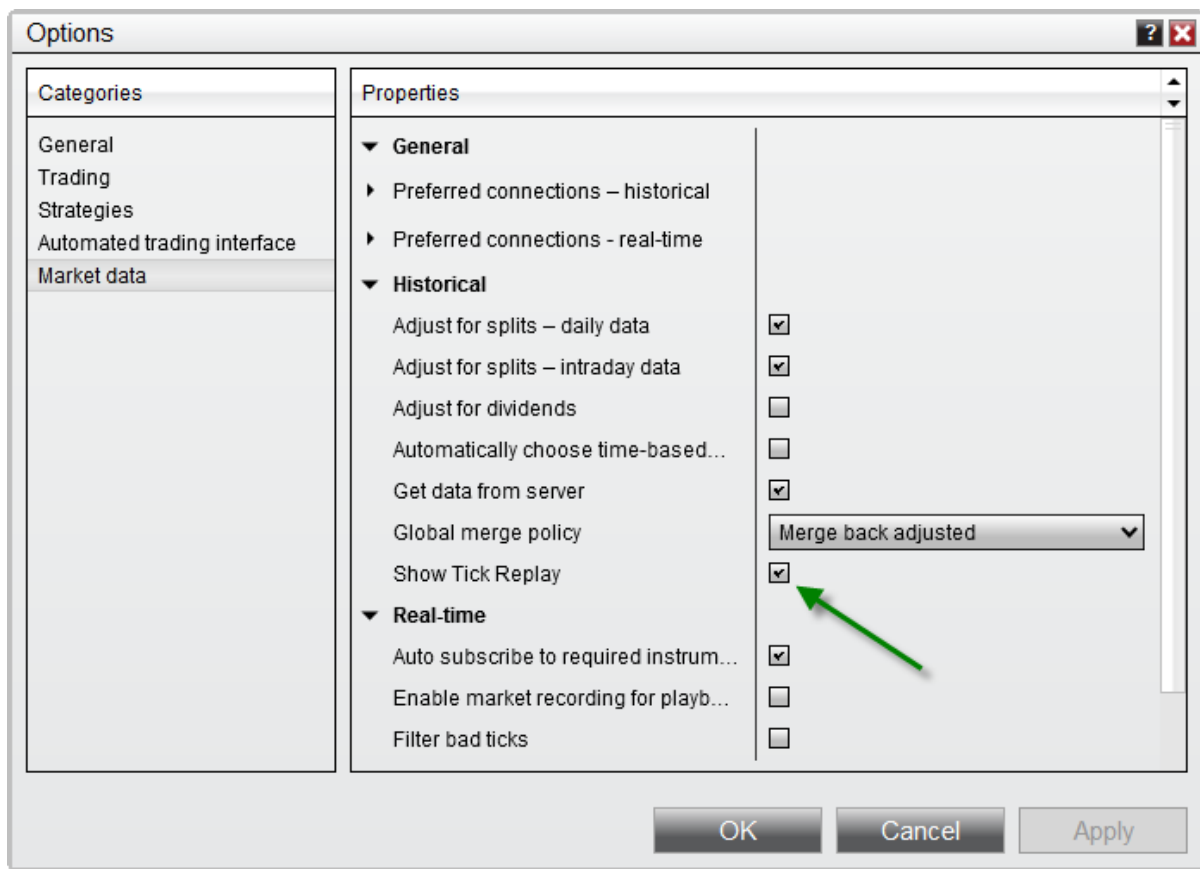 Options
?
Categories
General
Trading
Strategies
Automated trading interface
Market data
Properties
General
Preferred connections – historical
Preferred connections - real-time
Historical
Adjust for splits – daily data
Adjust for splits – intraday data
Adjust for dividends
Automatically choose time-based...
Get data from server
Global merge policy Merge back adjusted
Show Tick Replay
Real-time
Auto subscribe to required instrum...
Enable market recording for playb...
Filter bad ticks
OK Cancel Apply